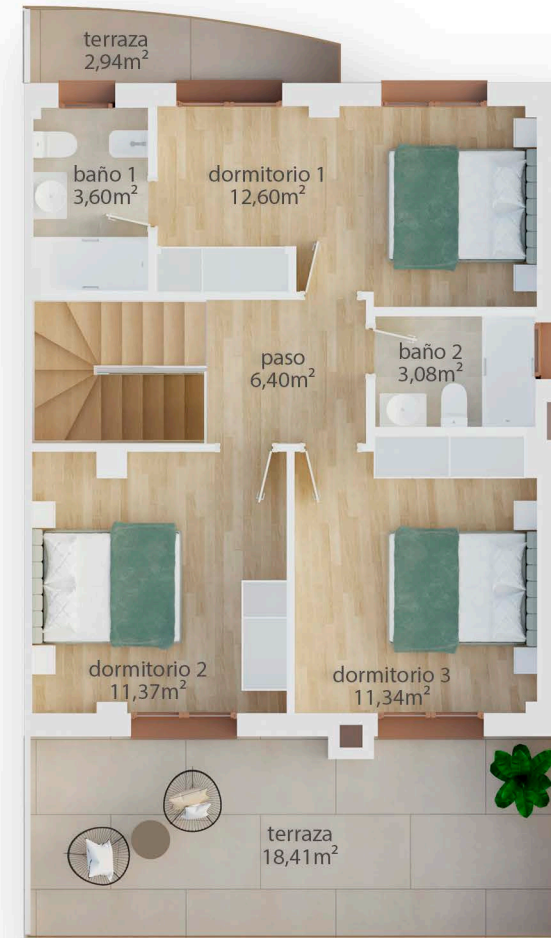 terraza
2,94m²
baño 1
3,60m²
dormitorio 1
12,60m²
paso
6,40m²
baño 2
3,08m²
dormitorio 2
11,37m²
dormitorio 3
11,34m²
terraza
18,41m²